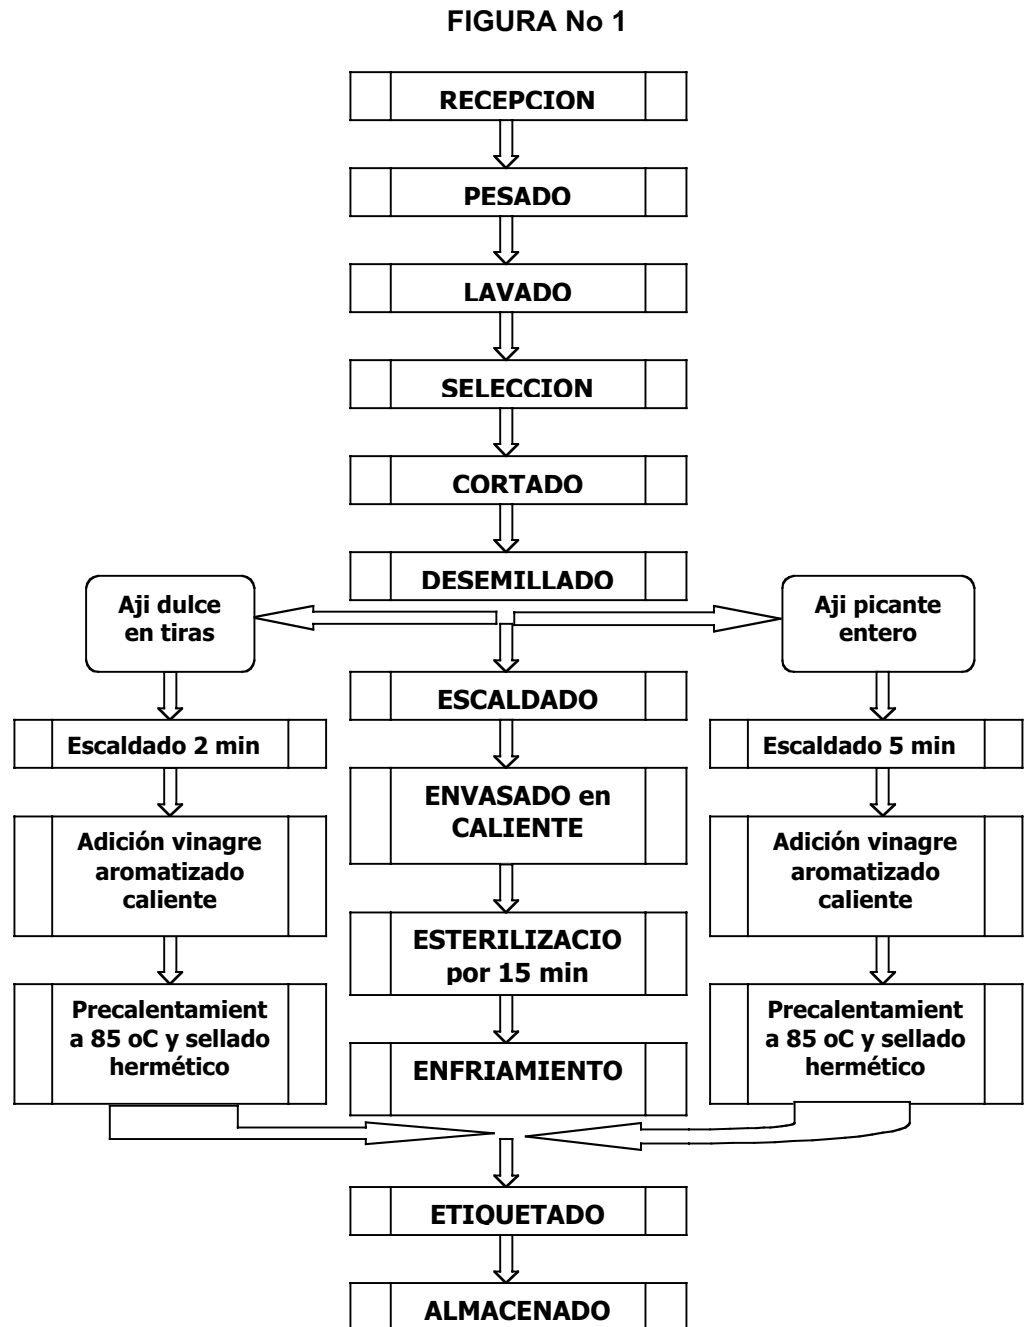 FIGURA No 1
RECEPCION
PESADO
LAVADO
SELECCION
CORTADO
DESEMILLADO
Aji dulce
en tiras
Aji picante
entero
ESCALDADO
Escaldado 2 min
Escaldado 5 min
ENVASADO en
CALIENTE
Adición vinagre
aromatizado
caliente
Adición vinagre
aromatizado
caliente
ESTERILIZACIO
por 15 min
Precalentamient
a 85 oC y sellado
hermético
Precalentamient
a 85 oC y sellado
hermético
ENFRIAMIENTO
ETIQUETADO
ALMACENADO